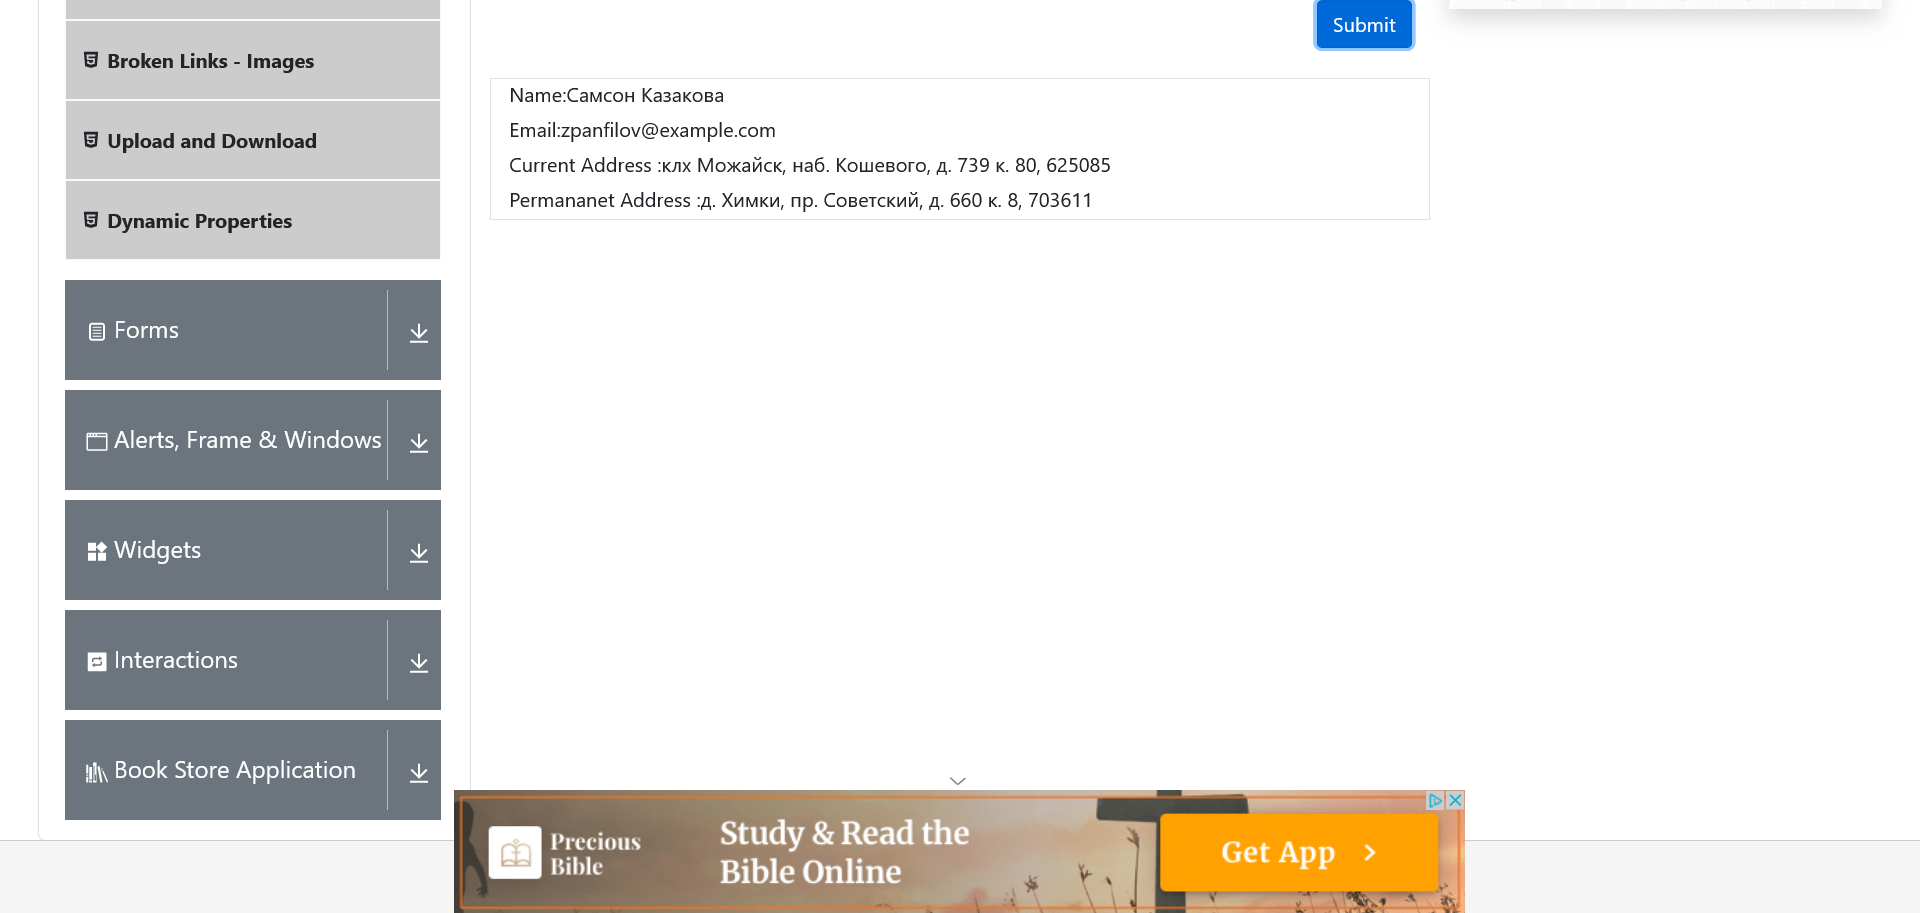 Submit
Broken Links - Images
Upload and Download
Dynamic Properties
Name:Самсон Казакова
Email:zpanfilov@example.com
Current Address :клх Можайск, наб. Кошевого, д. 739 к. 80, 625085
Permananet Address :д. Химки, пр. Советский, д. 660 к. 8, 703611
Forms
Alerts, Frame & Windows
Widgets
Interactions
Book Store Application
Precious
Bible
Study & Read the
Bible Online
Get App